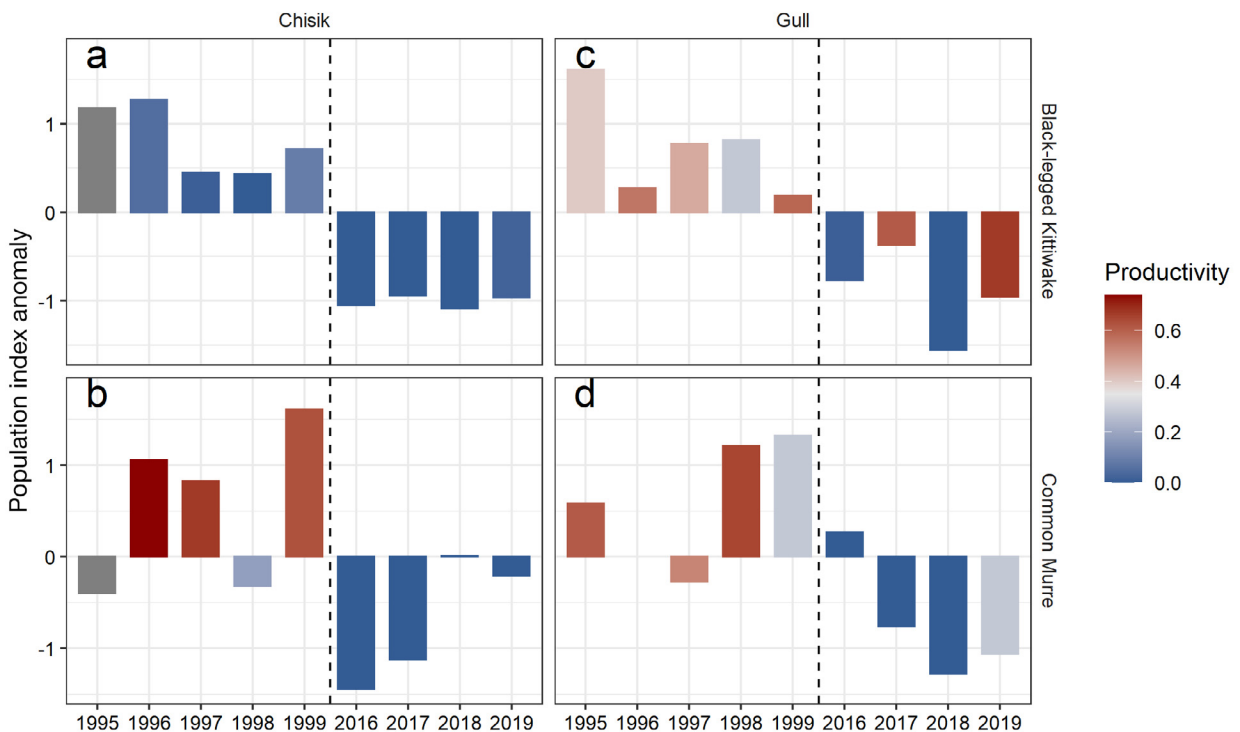 Chisik Gull
a c
1
0
-1
Black-legged Kittiwake
Population index anomaly
b d
1
0
-1
Common Murre
1995 1996 1997 1998 1999 2016 2017 2018 2019 1995 1996 1997 1998 1999 2016 2017 2018 2019
Productivity
0.6
0.4
0.2
0.0